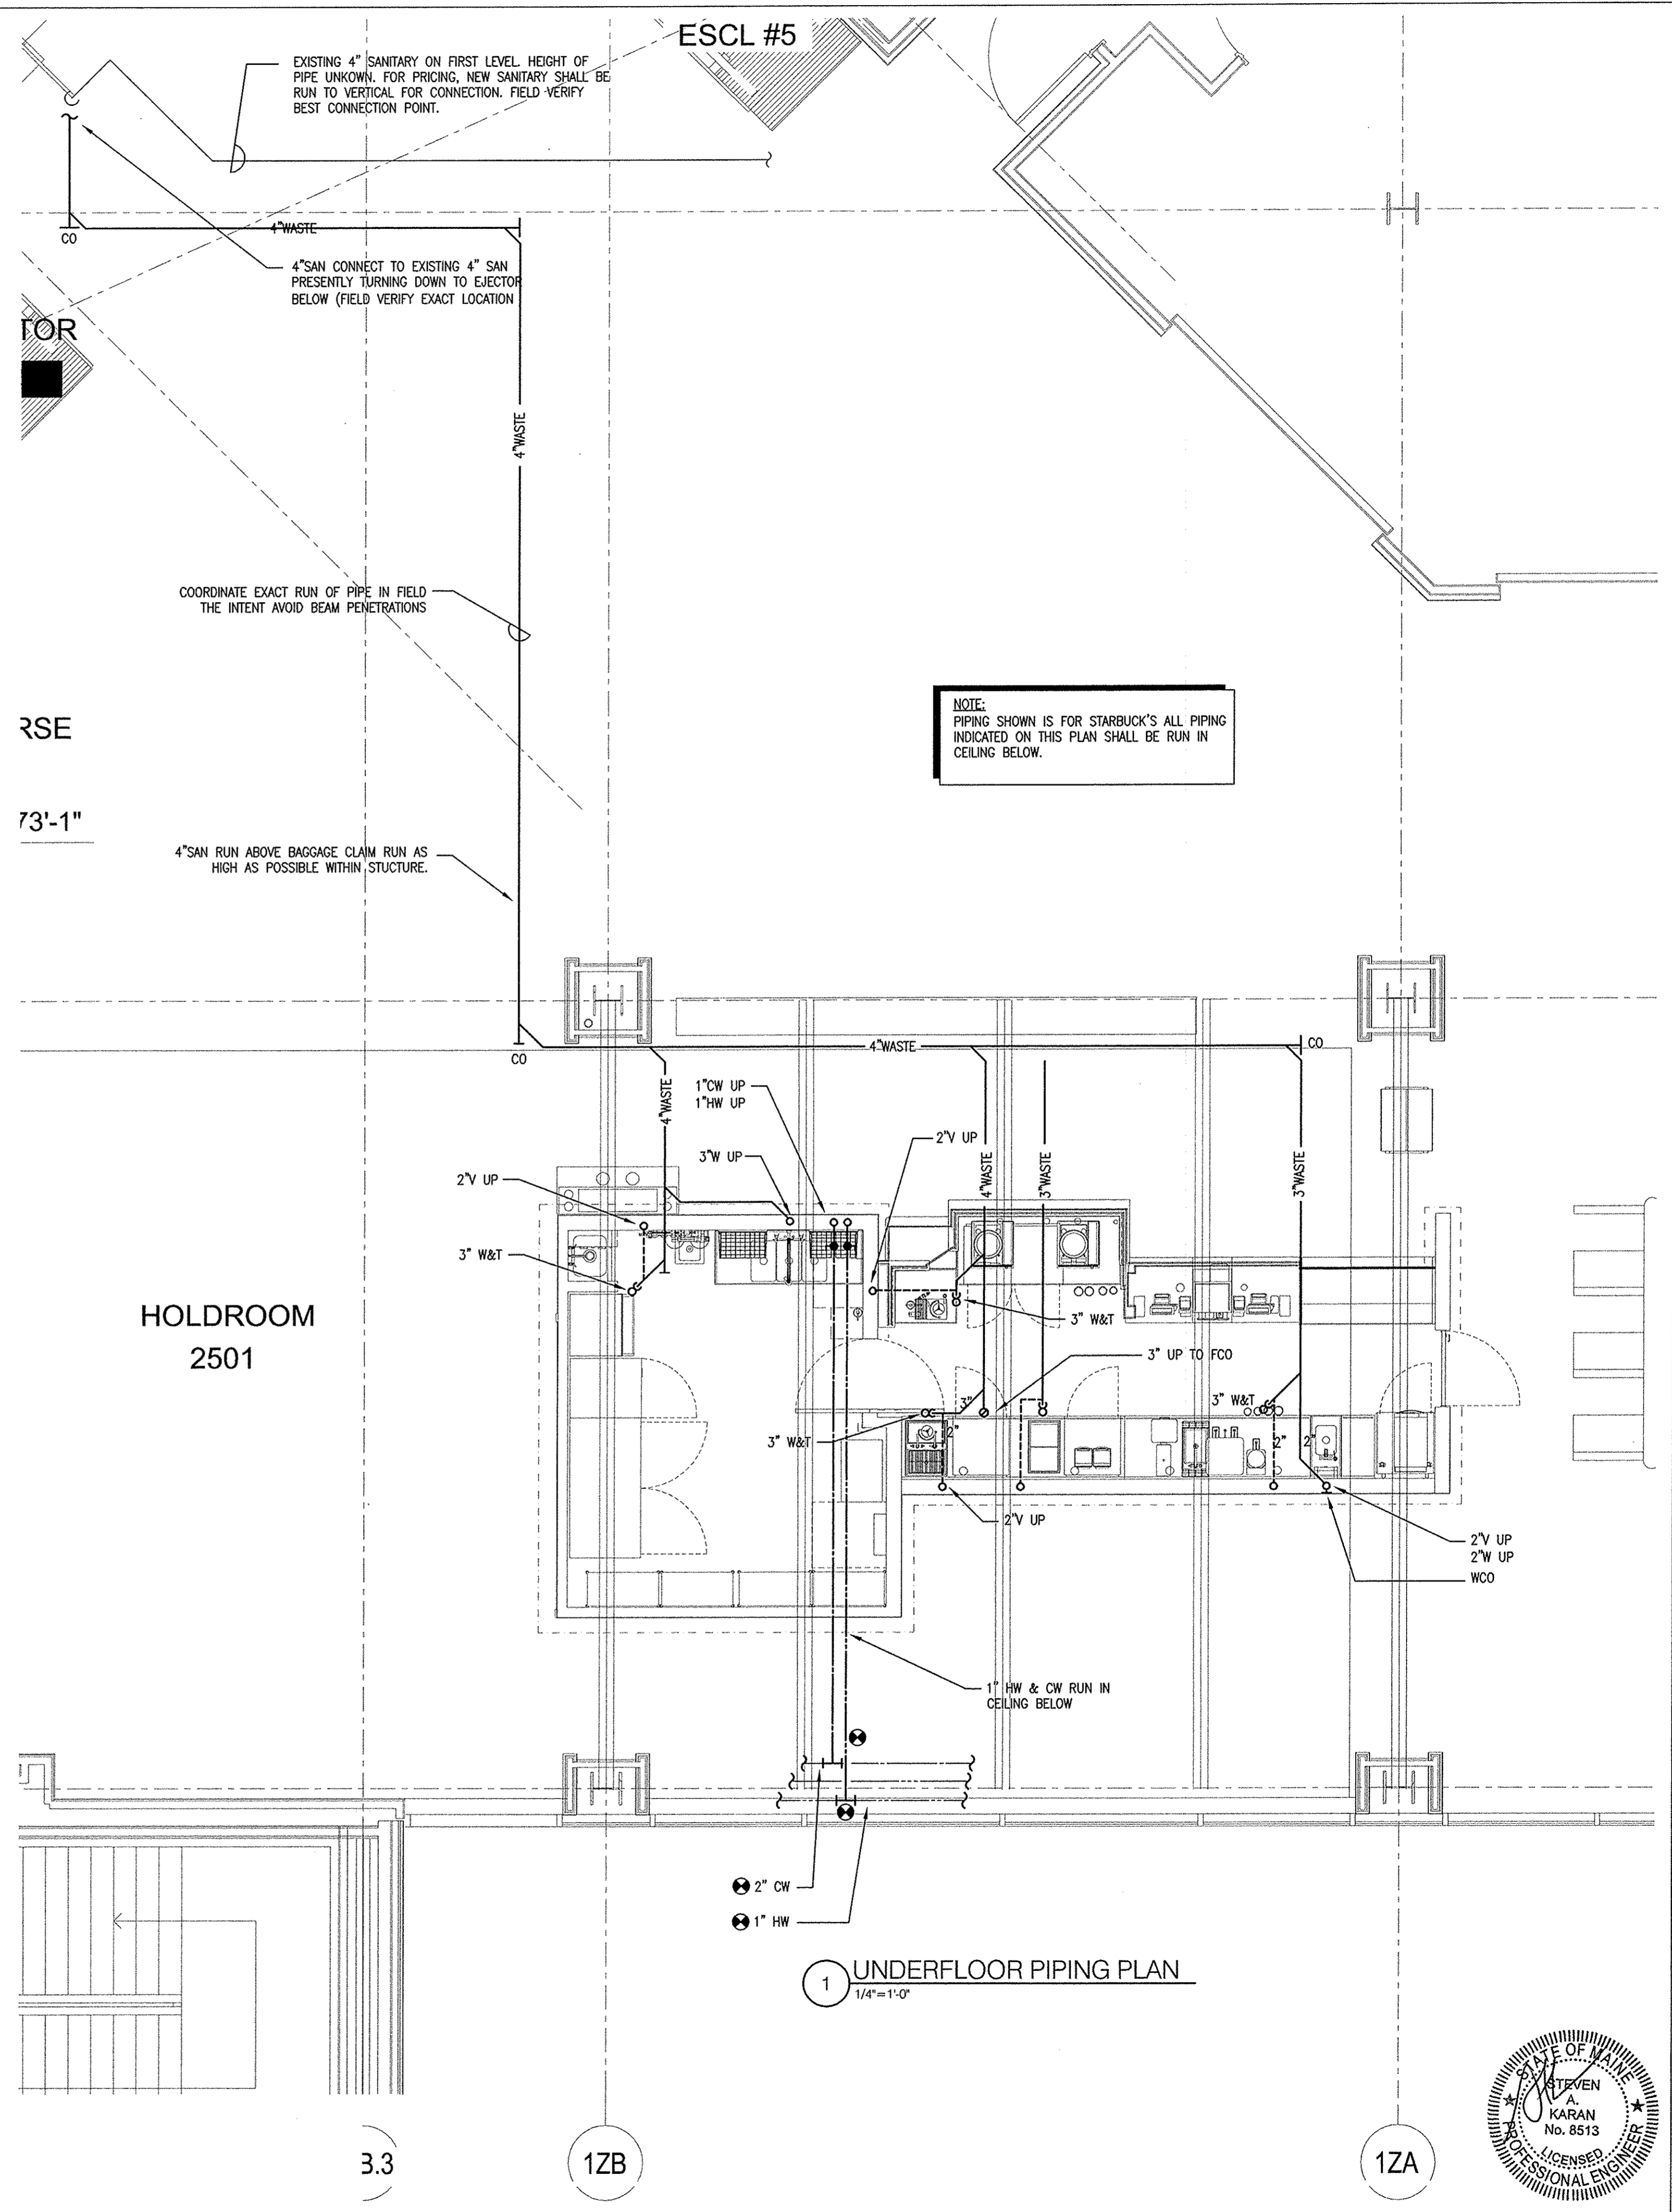 ESCL #5
EXISTING 4" SANITARY ON FIRST LEVEL. HEIGHT OF
PIPE UNKOWN. FOR PRICING, NEW SANITARY SHALL BE
RUN TO VERTICAL FOR CONNECTION. FIELD VERIFY
BEST CONNECTION POINT.
4"WASTE
CO
4"SAN CONNECT TO EXISTING 4" SAN
PRESENTLY TURNING DOWN TO EJECTOR
BELOW (FIELD VERIFY EXACT LOCATION
TOR
4"WASTE
COORDINATE EXACT RUN OF PIPE IN FIELD
THE INTENT AVOID BEAM PENETRATIONS
NOTE:
PIPING SHOWN IS FOR STARBUCK'S ALL PIPING
INDICATED ON THIS PLAN SHALL BE RUN IN
CEILING BELOW.
RSE
73'-1"
4"SAN RUN ABOVE BAGGAGE CLAIM RUN AS
HIGH AS POSSIBLE WITHIN STUCTURE.
CO
4"WASTE
CO
4"WASTE
1"CW UP
1"HW UP
3"W UP
2"V UP
2"V UP
4"WASTE
3"WASTE
3"WASTE
3" W&T
HOLDROOM
2501
3" W&T
3" UP TO FCO
3"
3" W&T
3" W&T
2"
2"
2"
2"V UP
2"V UP
2"W UP
WCO
1" HW & CW RUN IN
CEILING BELOW
2" CW
1" HW
1
UNDERFLOOR PIPING PLAN
1/4"=1'-0"
3.3
1ZB
1ZA
STATE OF MAINE
STEVEN
A.
KARAN
No. 8513
LICENSED
PROFESSIONAL ENGINEER